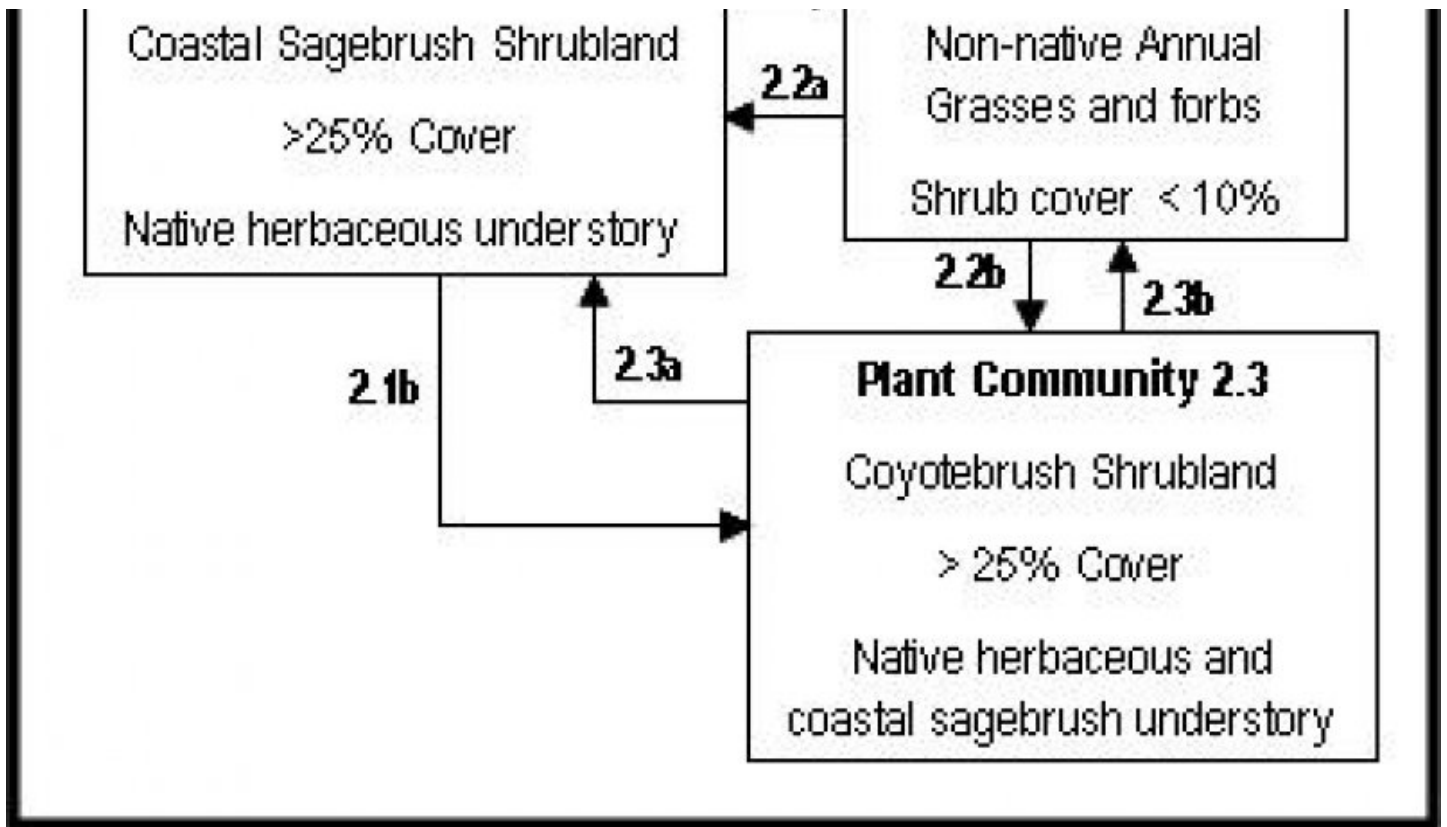 Coastal Sagebrush Shrubland
>25% Cover
Native herbaceous understory
2.2a
Non-native Annual
Grasses and forbs
Shrub cover < 10%
2.2b
2.3b
2.1b
2.3a
Plant Community 2.3
Coyotebrush Shrubland
> 25% Cover
Native herbaceous and
coastal sagebrush understory